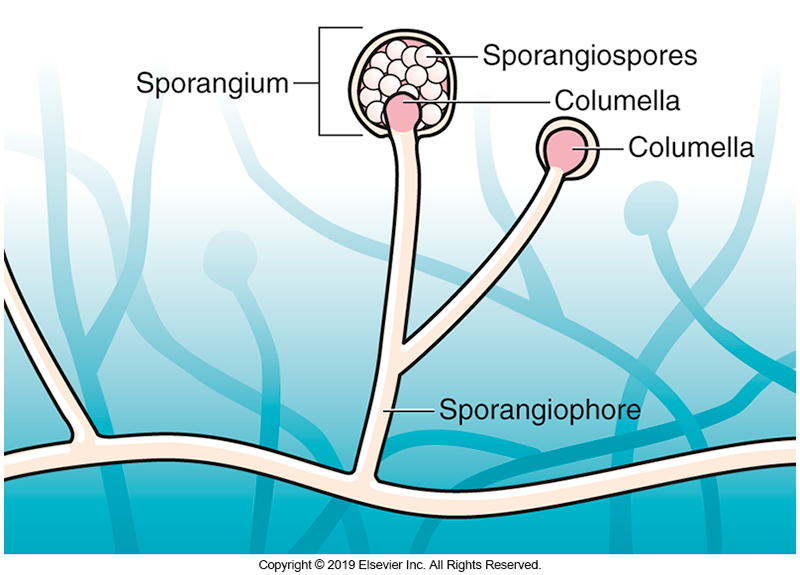 Sporangiospores
Sporangium
Columella
Columella
Sporangiophore
Copyright © 2019 Elsevier Inc. All Rights Reserved.